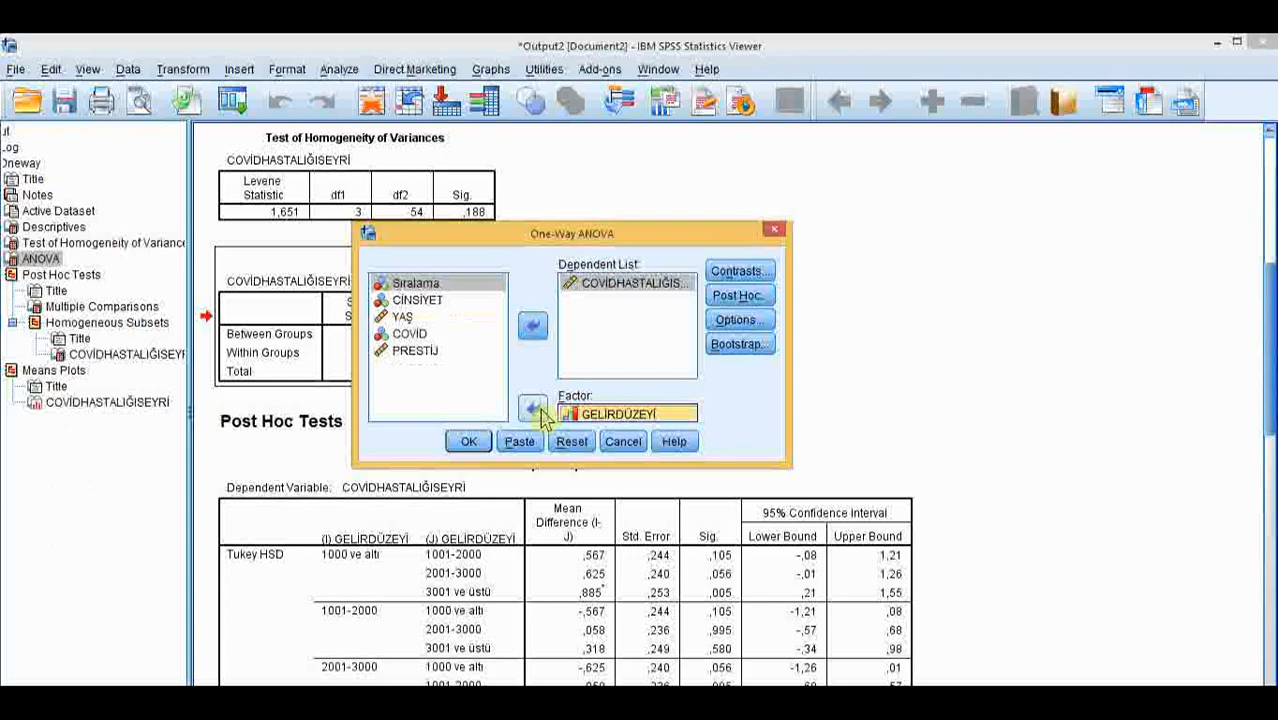 *Output2 [Document2] - IBM SPSS Statistics Viewer
File Edit View Data Transform Insert Format Analyze Direct Marketing Graphs Utilities Add-ons Window Help
ut
.og
Oneway
Title
Notes
Active Dataset
Descriptives
Test of Homogeneity of Variance
ANOVA
Post Hoc Tests
Title
Multiple Comparisons
Homogeneous Subsets
Title
COVİDHASTALIĞISEYR
Means Plots
Title
COVİDHASTALIĞISEYRİ
Test of Homogeneity of Variances
COVİDHASTALIĞISEYRİ
Levene Statistic df1 df2 Sig.
1,651 3 54 ,188
COVİDHASTALIĞISEYRİ
Between Groups
Within Groups
Total
One-Way ANOVA
Sıralama
CİNSİYET
YAŞ
COVİD
PRESTİJ
Dependent List:
COVİDHASTALIĞIS...
Factor:
GELİRDÜZEYİ
Contrasts...
Post Hoc...
Options...
Bootstrap...
OK Paste Reset Cancel Help
Post Hoc Tests
Dependent Variable: COVİDHASTALIĞISEYRİ
(I) GELİRDÜZEYİ (J) GELİRDÜZEYİ Mean Difference (I-J) Std. Error Sig. 95% Confidence Interval
Lower Bound Upper Bound
Tukey HSD 1000 ve altı 1001-2000 ,567 ,244 ,105 -,08 1,21
2001-3000 ,625 ,240 ,056 -,01 1,26
3001 ve üstü ,885* ,253 ,005 ,21 1,55
1001-2000 1000 ve altı -,567 ,244 ,105 -1,21 ,08
2001-3000 ,058 ,236 ,995 -,57 ,68
3001 ve üstü ,318 ,249 ,580 -,34 ,98
2001-3000 1000 ve altı -,625 ,240 ,056 -1,26 ,01